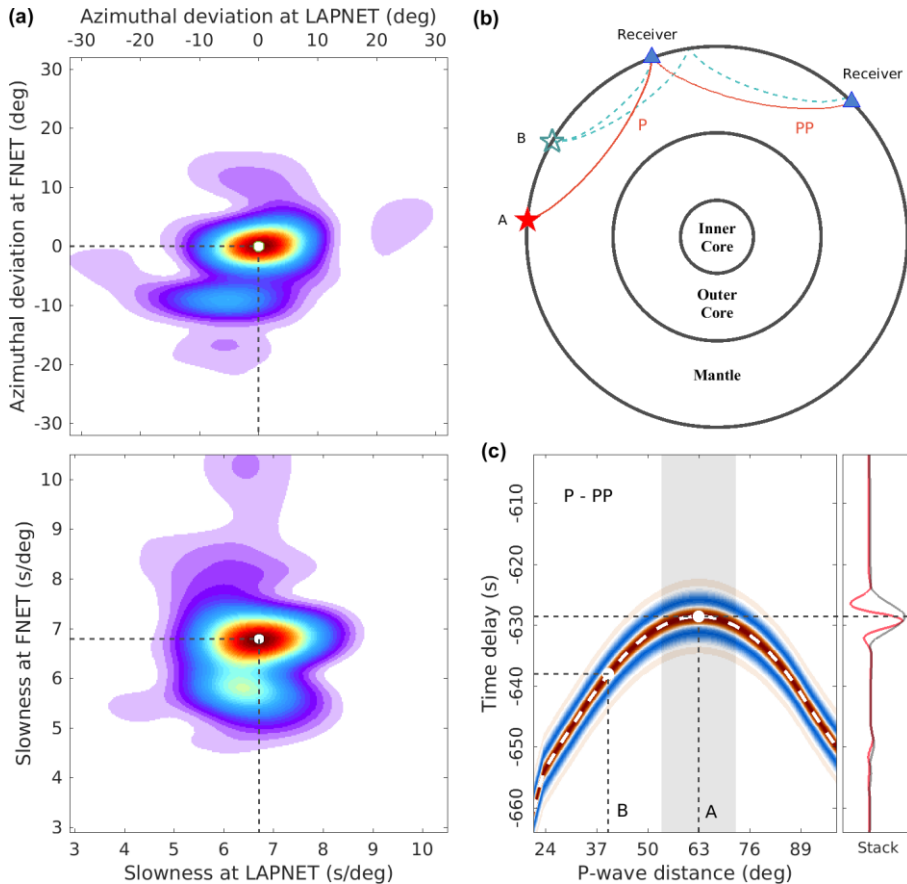 (a)
Azimuthal deviation at LAPNET (deg)
-30 -20 -10 0 10 20 30
Azimuthal deviation at FNET (deg)
30
20
10
0
-10
-20
-30
Slowness at FNET (s/deg)
10
9
8
7
6
5
4
3
3 4 5 6 7 8 9 10
Slowness at LAPNET (s/deg)
(b)
Receiver
Receiver
B
P
PP
A
Inner
Core
Outer
Core
Mantle
(c)
P - PP
Time delay (s)
-610
-620
-630
-640
-650
-660
B
A
24 37 50 63 76 89
P-wave distance (deg)
Stack